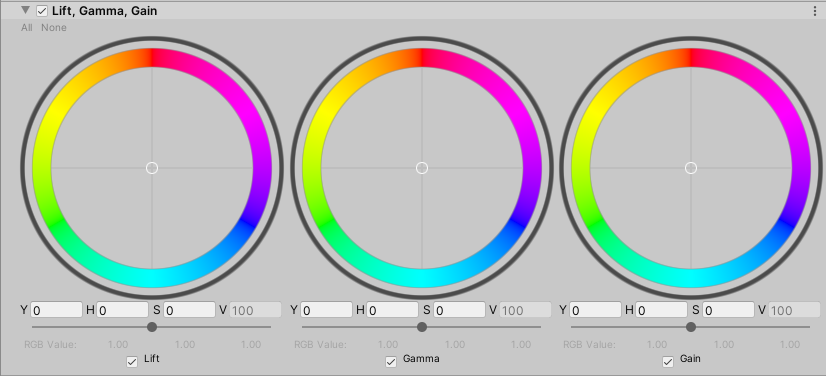 Lift, Gamma, Gain
All None
Y 0 H 0 S 0 V 100 Y 0 H 0 S 0 V 100 Y 0 H 0 S 0 V 100
RGB Value: 1.00 1.00 1.00 RGB Value: 1.00 1.00 1.00 RGB Value: 1.00 1.00 1.00
Lift Gamma Gain